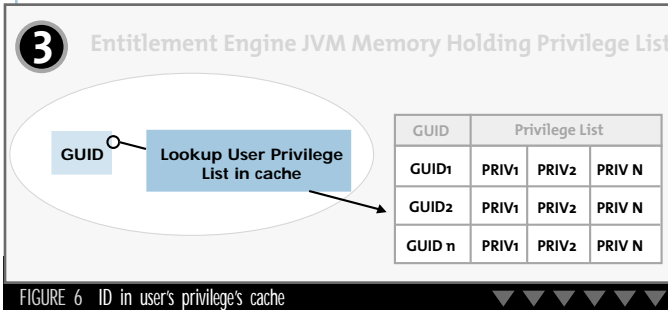 3
Entitlement Engine JVM Memory Holding Privilege List
GUID
Lookup User Privilege
List in cache
GUID Privilege List
GUID1 PRIV1 PRIV2 PRIV N
GUID2 PRIV1 PRIV2 PRIV N
GUID n PRIV1 PRIV2 PRIV N
FIGURE 6 ID in user's privilege's cache